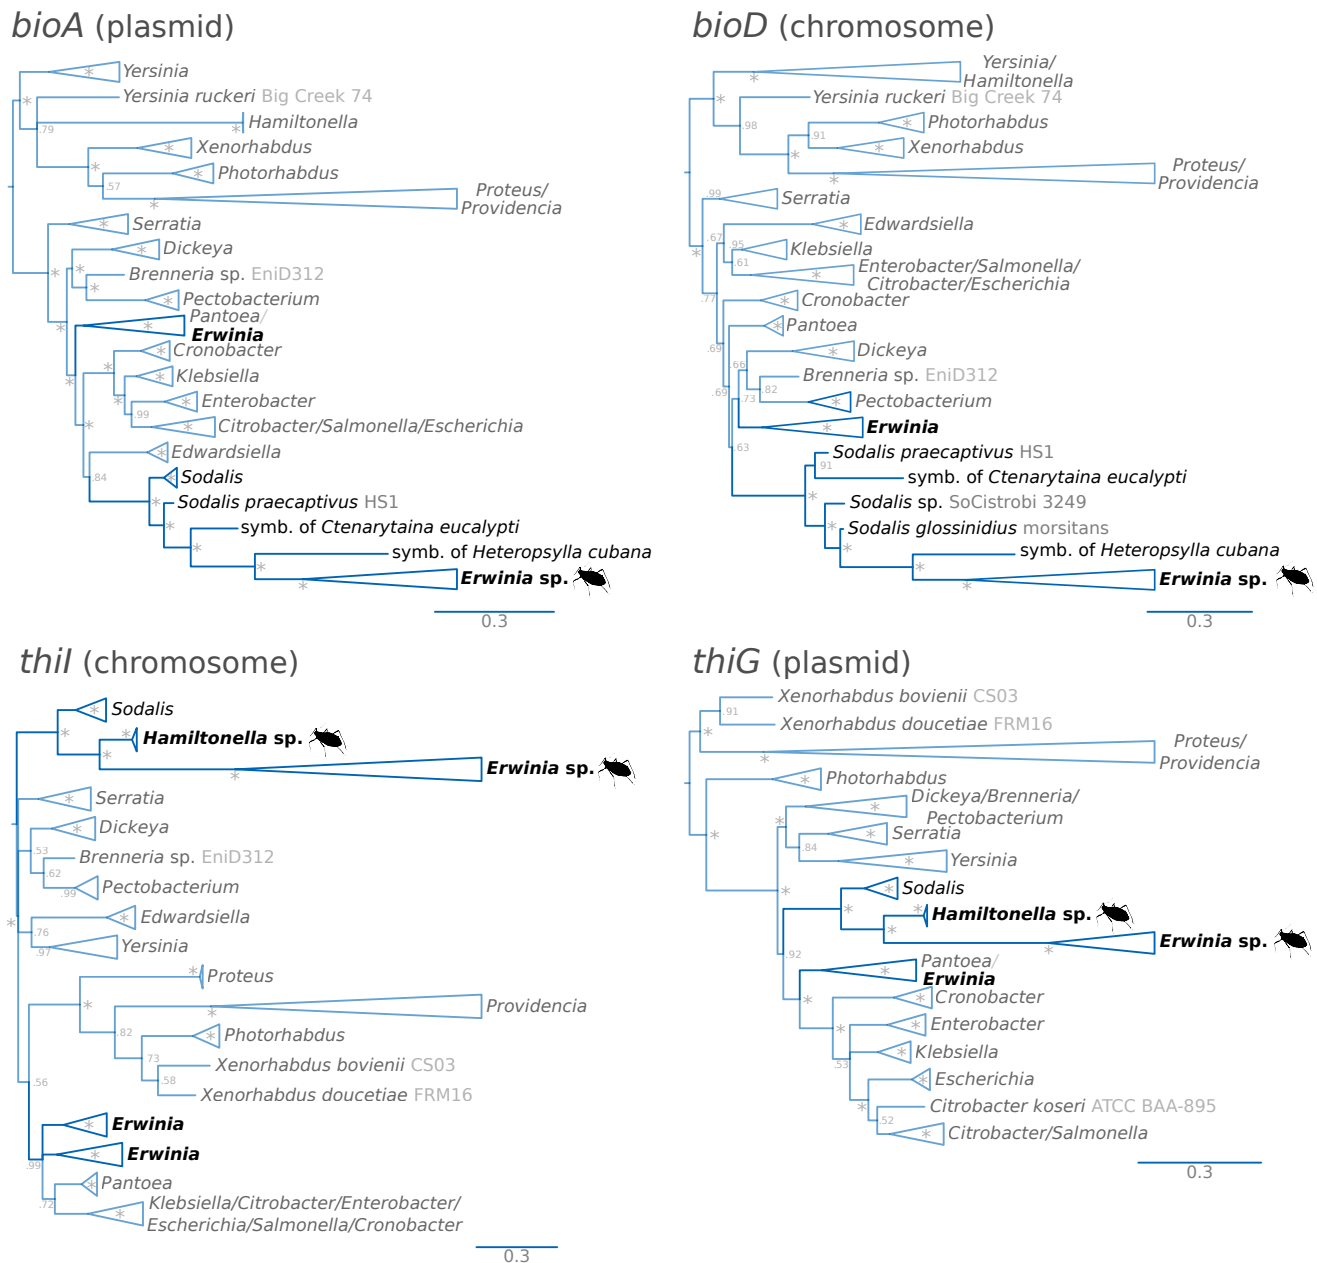 bioA (plasmid)
*
Yersinia
*
Yersinia ruckeri Big Creek 74
.79
*
Hamiltonella
*
Xenorhabdus
*
*
Photorhabdus
.57
*
Proteus/
Providencia
*
Serratia
*
Dickeya
*
*
Brenneria sp. EniD312
*
*
Pectobacterium
*
Pantoea/
Erwinia
*
*
Cronobacter
*
*
Klebsiella
*
*
Enterobacter
.99
*
Citrobacter/Salmonella/Escherichia
*
*
Edwardsiella
.84
*
Sodalis
*
Sodalis praecaptivus HS1
*
symb. of Ctenarytaina eucalypti
*
symb. of Heteropsylla cubana
*
*
Erwinia sp.
0.3
bioD (chromosome)
*
Yersinia/
Hamiltonella
*
Yersinia ruckeri Big Creek 74
.98
*
Photorhabdus
.91
*
Xenorhabdus
*
*
Proteus/
Providencia
.99
Serratia
*
*
Edwardsiella
.67
.95
Klebsiella
.61
*
Enterobacter/Salmonella/
Citrobacter/Escherichia
.77
*
Cronobacter
*
Pantoea
.69
*
Dickeya
.66
Brenneria sp. EniD312
.82
.69
.73
*
Pectobacterium
*
Erwinia
.63
Sodalis praecaptivus HS1
.91
symb. of Ctenarytaina eucalypti
*
Sodalis sp. SoCistrobi 3249
*
Sodalis glossinidius morsitans
*
symb. of Heteropsylla cubana
*
*
Erwinia sp.
0.3
thiI (chromosome)
*
Sodalis
*
*
Hamiltonella sp.
*
*
Erwinia sp.
*
Serratia
*
Dickeya
.53
Brenneria sp. EniD312
.62
.99
Pectobacterium
*
*
Edwardsiella
.76
.97
Yersinia
*
Proteus
*
*
Providencia
.82
*
Photorhabdus
.73
Xenorhabdus bovienii CS03
.58
Xenorhabdus doucetiae FRM16
.56
*
Erwinia
*
Erwinia
.99
*
Pantoea
.72
*
Klebsiella/Citrobacter/Enterobacter/
Escherichia/Salmonella/Cronobacter
0.3
thiG (plasmid)
Xenorhabdus bovienii CS03
.91
Xenorhabdus doucetiae FRM16
*
*
Proteus/
Providencia
*
Photorhabdus
*
Dickeya/Brenneria/
Pectobacterium
*
*
*
Serratia
.84
*
Yersinia
*
*
Sodalis
*
*
Hamiltonella sp.
*
*
Erwinia sp.
.92
*
Pantoea/
Erwinia
*
*
Cronobacter
*
*
Enterobacter
*
Klebsiella
.53
*
Escherichia
*
Citrobacter koseri ATCC BAA-895
.52
*
Citrobacter/Salmonella
0.3